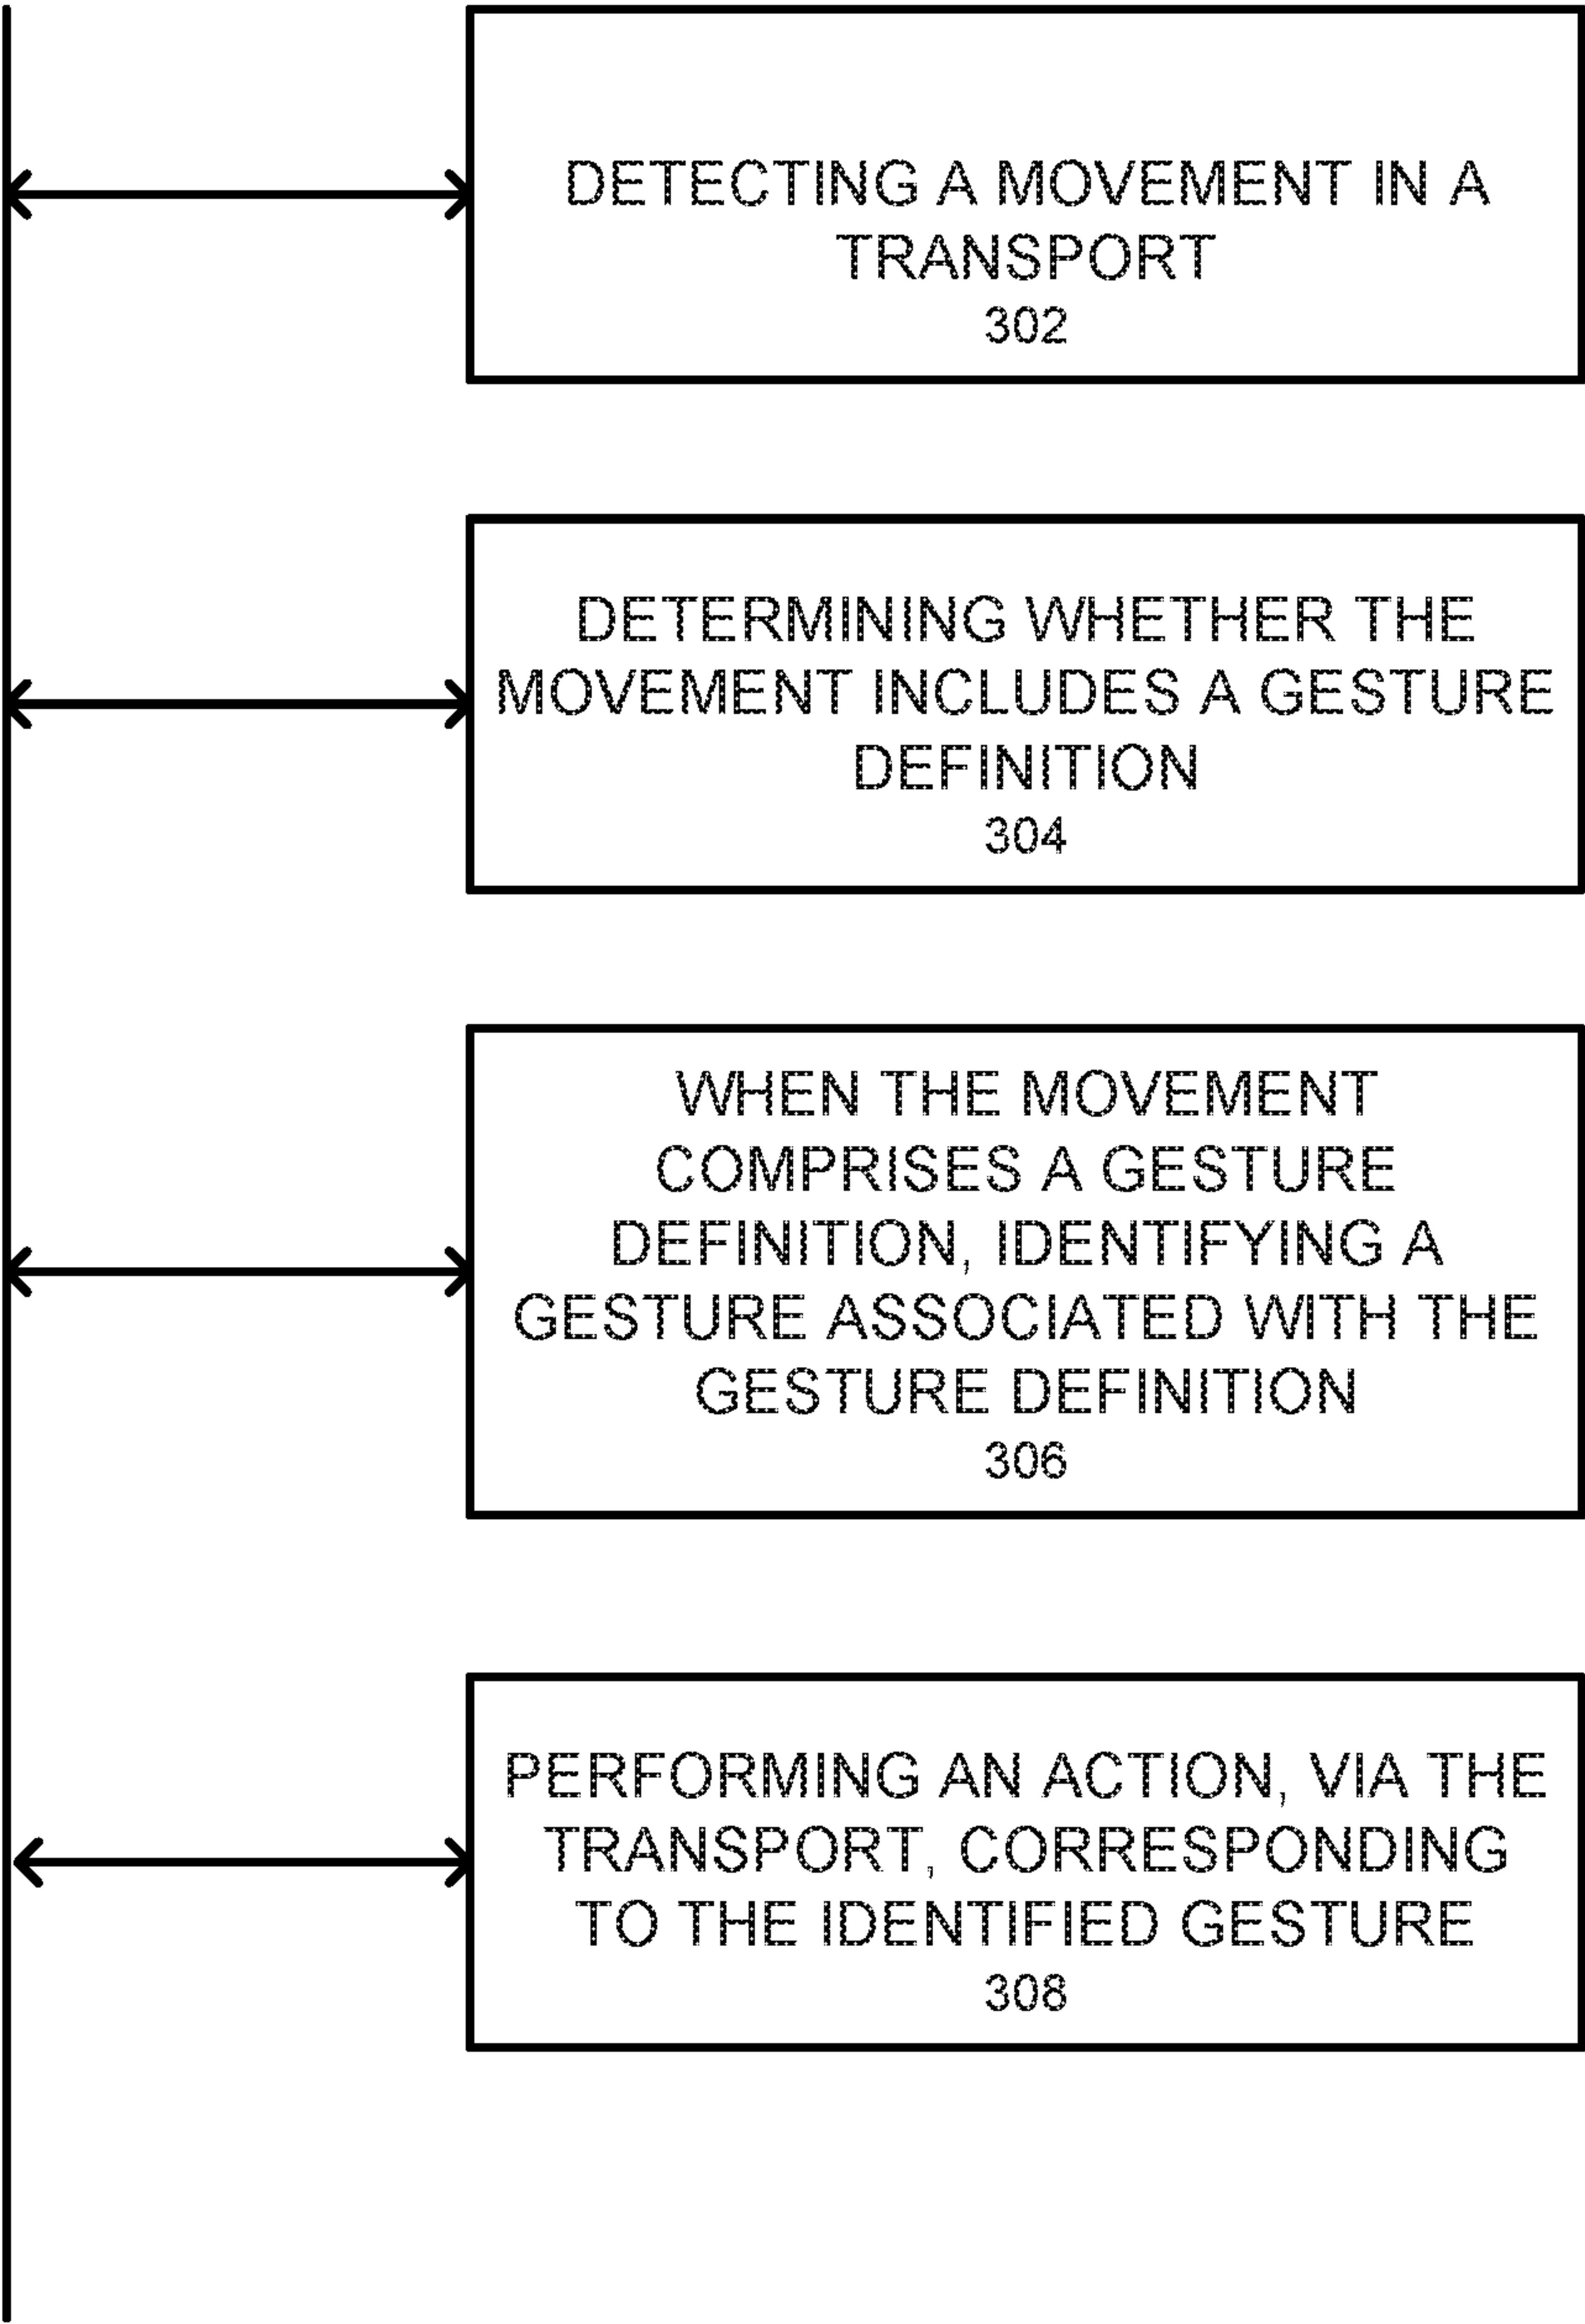 DETECTING A MOVEMENT IN A
TRANSPORT
302
DETERMINING WHETHER THE
MOVEMENT INCLUDES A GESTURE
DEFINITION
304
WHEN THE MOVEMENT
COMPRISES A GESTURE
DEFINITION, IDENTIFYING A
GESTURE ASSOCIATED WITH THE
GESTURE DEFINITION
306
PERFORMING AN ACTION, VIA THE
TRANSPORT, CORRESPONDING
TO THE IDENTIFIED GESTURE
308